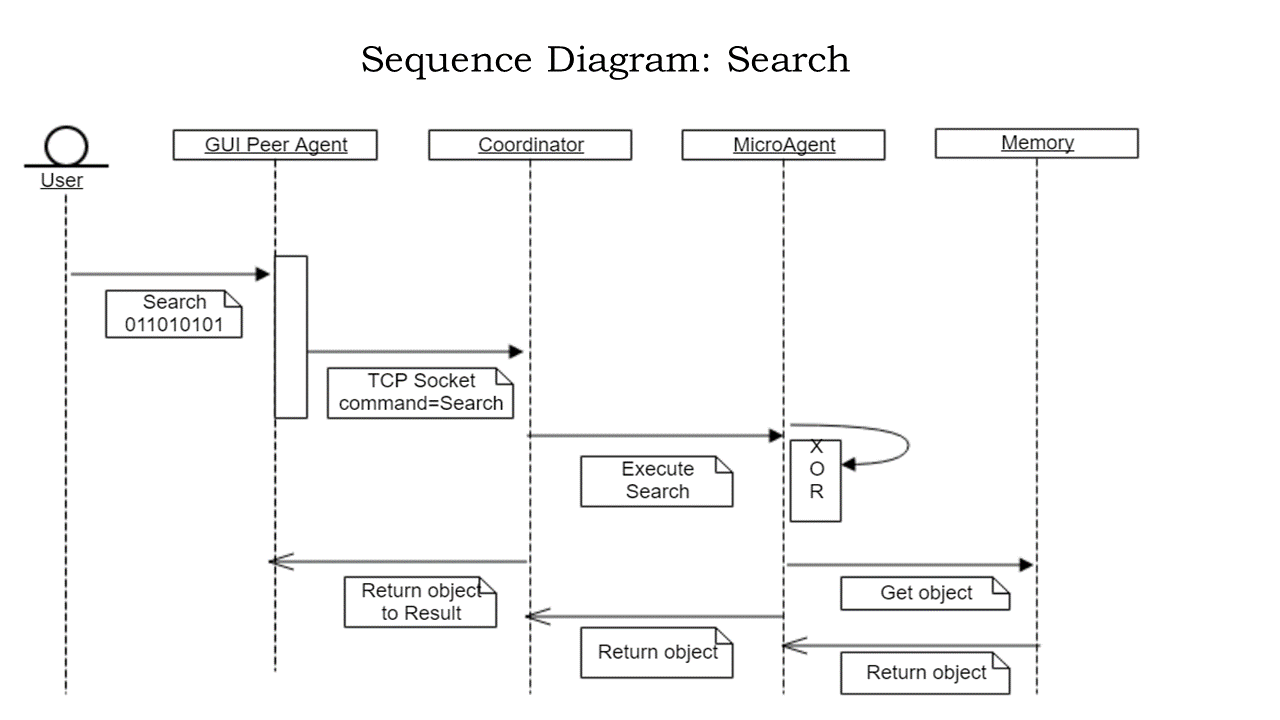 Sequence Diagram: Search
User
GUI Peer Agent
Coordinator
MicroAgent
Memory
Search
011010101
TCP Socket
command=Search
Execute
Search
X
O
R
Return object
to Result
Get object
Return object
Return object